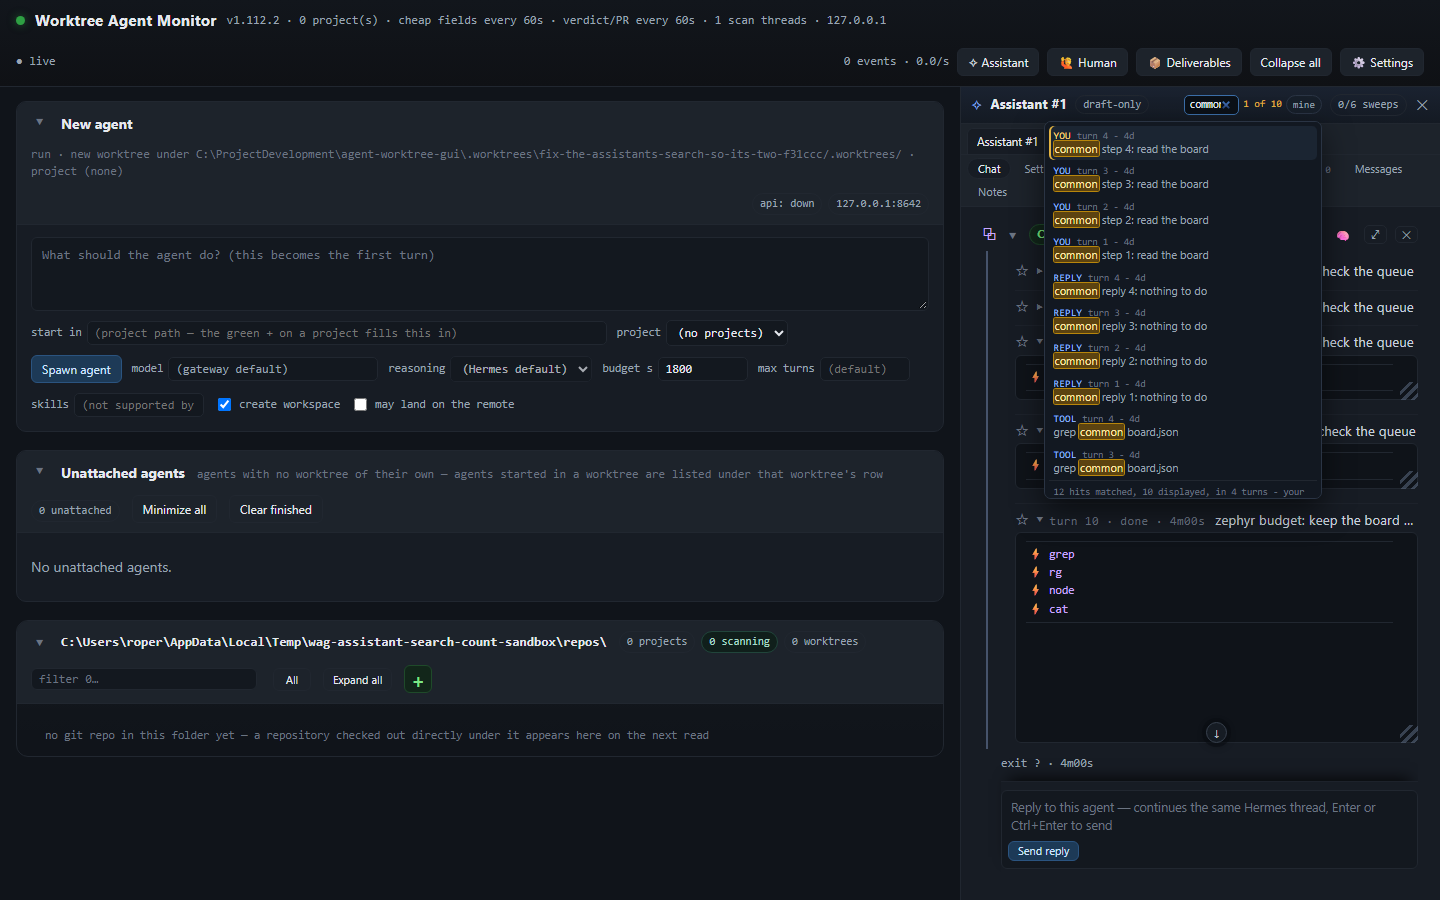 Worktree Agent Monitor v1.112.2 · 0 project(s) · cheap fields every 60s · verdict/PR every 60s · 1 scan threads · 127.0.0.1
live
0 events · 0.0/s
Assistant
Human
Deliverables
Collapse all
Settings
New agent
run · new worktree under C:\ProjectDevelopment\agent-worktree-gui\.worktrees\fix-the-assistants-search-so-its-two-f31ccc/.worktrees/ ·
project (none)
api: down 127.0.0.1:8642
What should the agent do? (this becomes the first turn)
start in (project path — the green + on a project fills this in) project (no projects)
Spawn agent model (gateway default) reasoning (Hermes default) budget s 1800 max turns (default)
skills (not supported by create workspace may land on the remote
Unattached agents agents with no worktree of their own — agents started in a worktree are listed under that worktree's row
0 unattached Minimize all Clear finished
No unattached agents.
C:\Users\roper\AppData\Local\Temp\wag-assistant-search-count-sandbox\repos\ 0 projects 0 scanning 0 worktrees
filter 0… All Expand all +
no git repo in this folder yet — a repository checked out directly under it appears here on the next read
Assistant #1 draft-only common 1 of 10 mine 0/6 sweeps
Assistant #1
Chat Messages
Notes
YOU turn 4 - 4d
common step 4: read the board
YOU turn 3 - 4d
common step 3: read the board
YOU turn 2 - 4d
common step 2: read the board
YOU turn 1 - 4d
common step 1: read the board
REPLY turn 4 - 4d
common reply 4: nothing to do
REPLY turn 3 - 4d
common reply 3: nothing to do
REPLY turn 2 - 4d
common reply 2: nothing to do
REPLY turn 1 - 4d
common reply 1: nothing to do
TOOL turn 4 - 4d
grep common board.json
TOOL turn 3 - 4d
grep common board.json
12 hits matched, 10 displayed, in 4 turns - your
heck the queue
heck the queue
heck the queue
check the queue
turn 10 · done · 4m00s zephyr budget: keep the board ...
grep
rg
node
cat
exit ? · 4m00s
Reply to this agent — continues the same Hermes thread, Enter or
Ctrl+Enter to send
Send reply